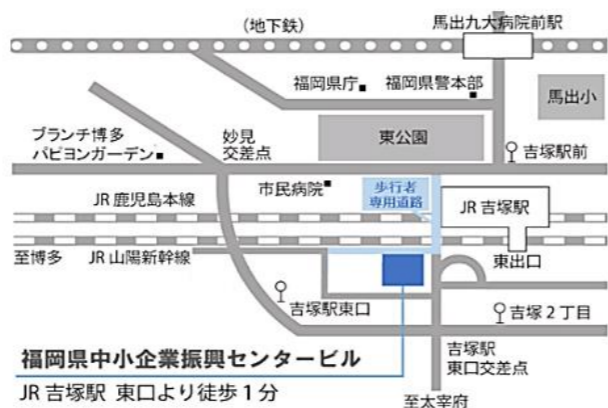 馬出九大病院前駅
(地下鉄)
福岡県庁
福岡県警本部
馬出小
東公園
ブランチ博多
パピヨンガーデン
妙見
交差点
吉塚駅前
市民病院
歩行者
専用道路
JR 鹿児島本線
JR 吉塚駅
至博多
JR 山陽新幹線
東出口
吉塚駅東口
吉塚2丁目
福岡県中小企業振興センタービル
JR 吉塚駅 東口より徒歩1分
吉塚駅
東口交差点
至太宰府